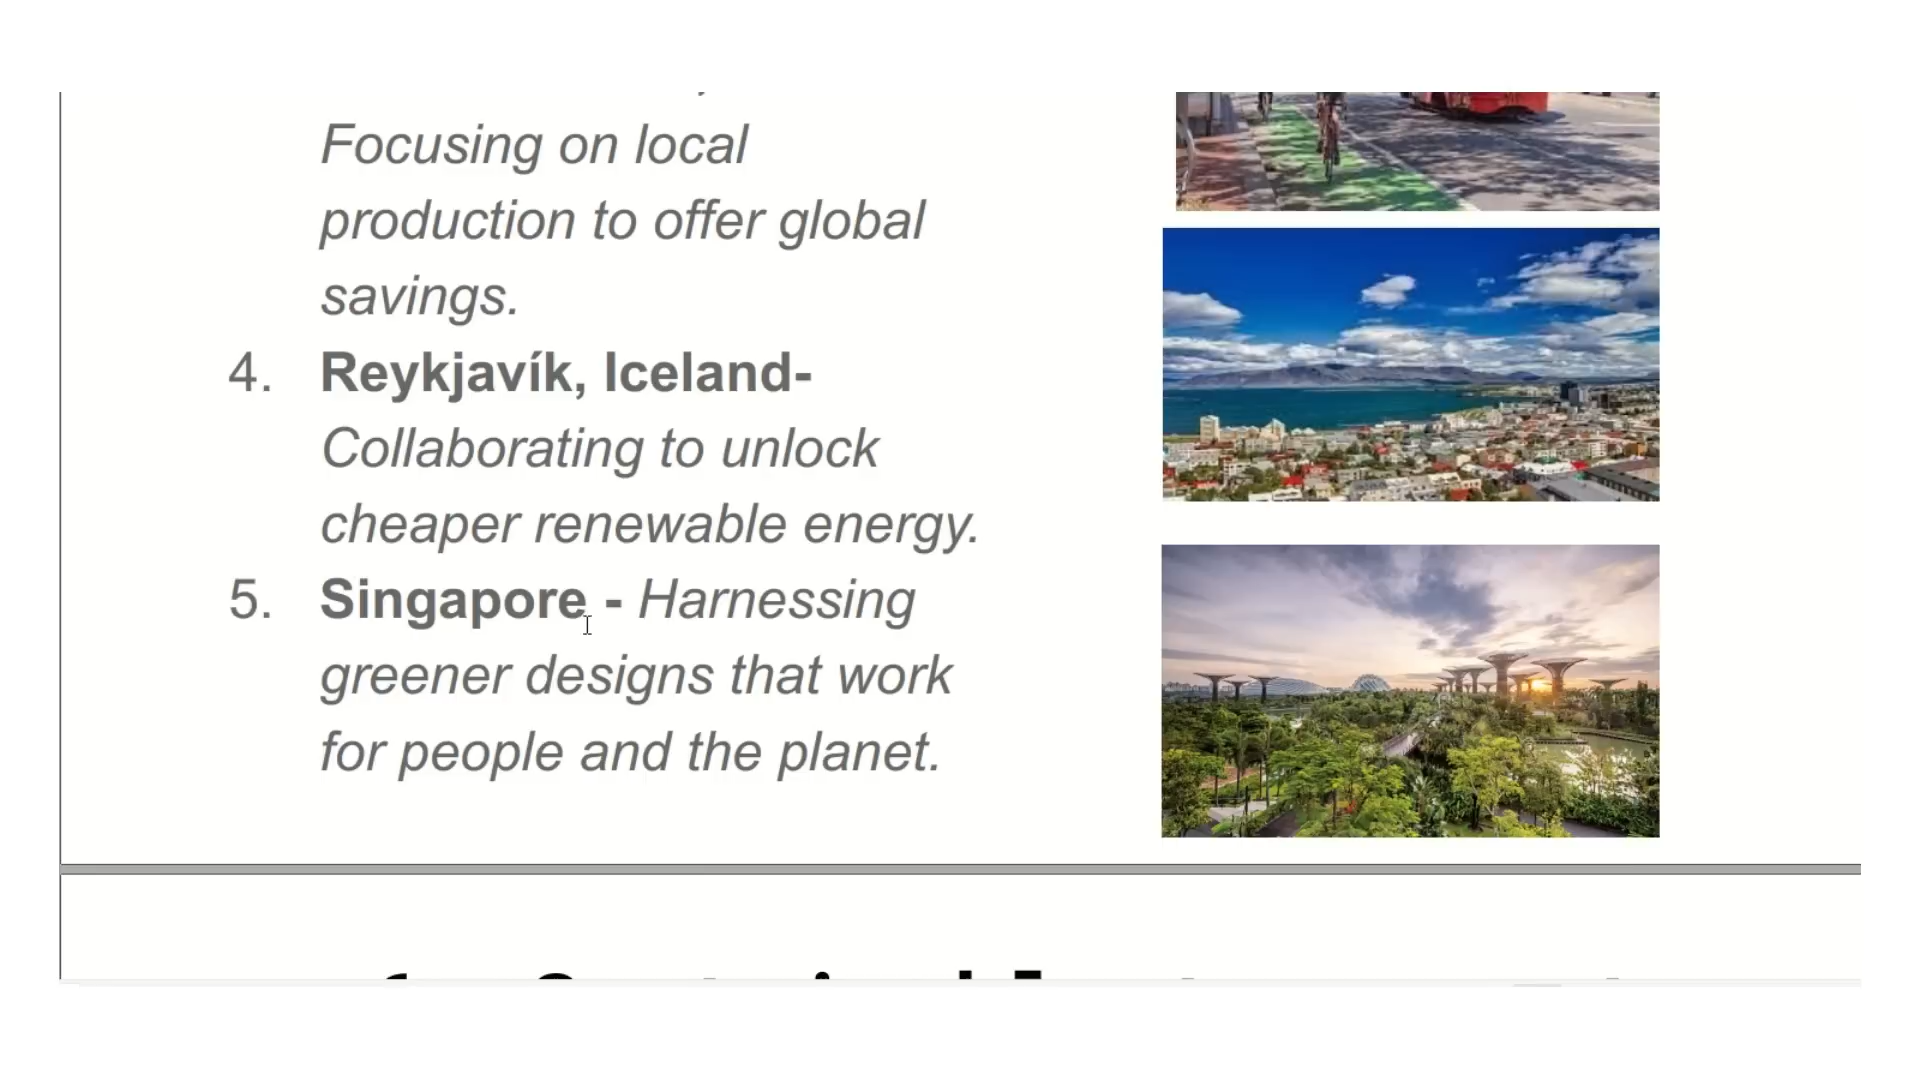 Focusing on local
production to offer global
savings.
4. Reykjavík, Iceland-
Collaborating to unlock
cheaper renewable energy.
5. Singapore - Harnessing
greener designs that work
for people and the planet.